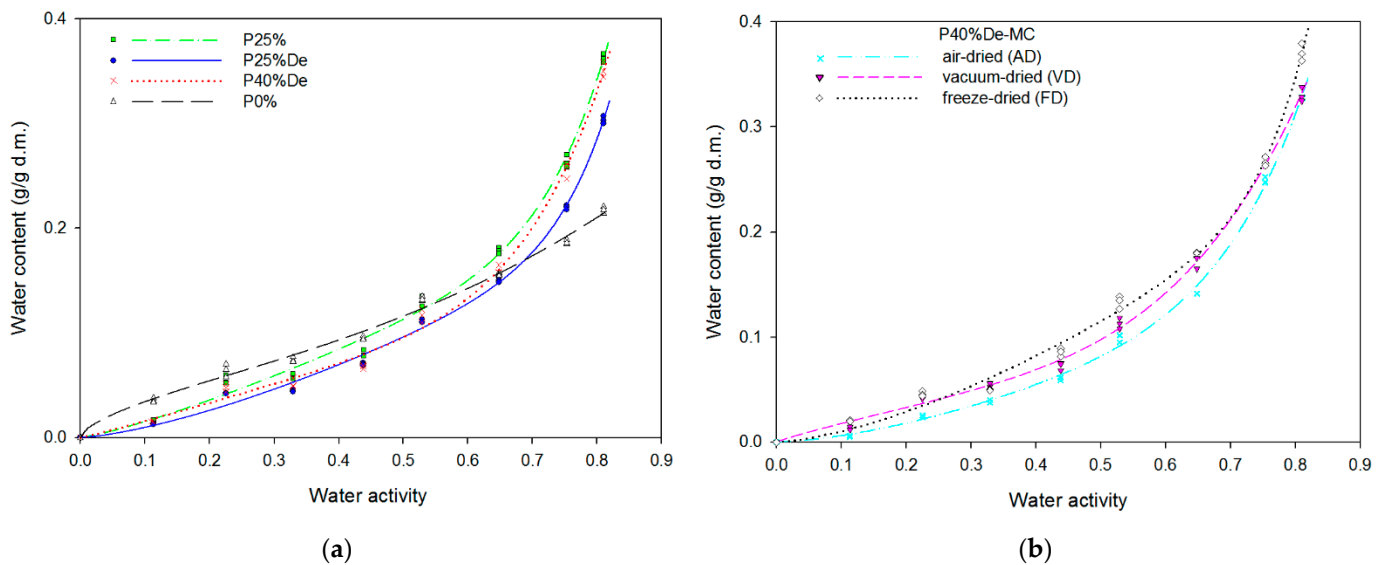 0.4
P25%
P25%De
P40%De
P0%
0.2
0.0
Water content (g/g d.m.)
0.0 0.1 0.2 0.3 0.4 0.5 0.6 0.7 0.8 0.9
Water activity
(a)
0.4
P40%De-MC
air-dried (AD)
vacuum-dried (VD)
freeze-dried (FD)
0.2
0.0
Water content (g/g d.m.)
0.0 0.1 0.2 0.3 0.4 0.5 0.6 0.7 0.8 0.9
Water activity
(b)